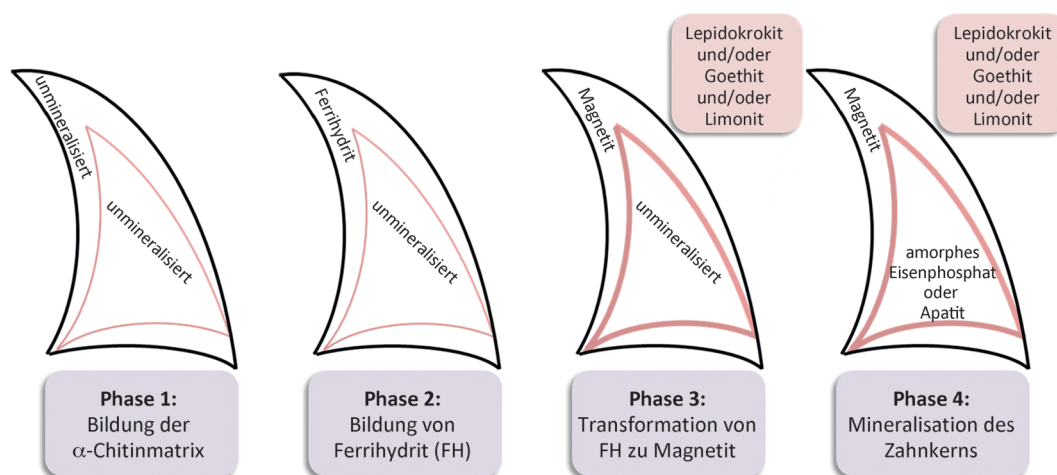 unmineralisiert
unmineralisiert
Phase 1:
Bildung der
α-Chitinmatrix
Ferrihydrit
unmineralisiert
Phase 2:
Bildung von
Ferrihydrit (FH)
Lepidokrokit
und/oder
Goethit
und/oder
Limonit
Magnetit
unmineralisiert
Phase 3:
Transformation von
FH zu Magnetit
Lepidokrokit
und/oder
Goethit
und/oder
Limonit
Magnetit
amorphes
Eisenphosphat
oder
Apatit
Phase 4:
Mineralisation des
Zahnkerns